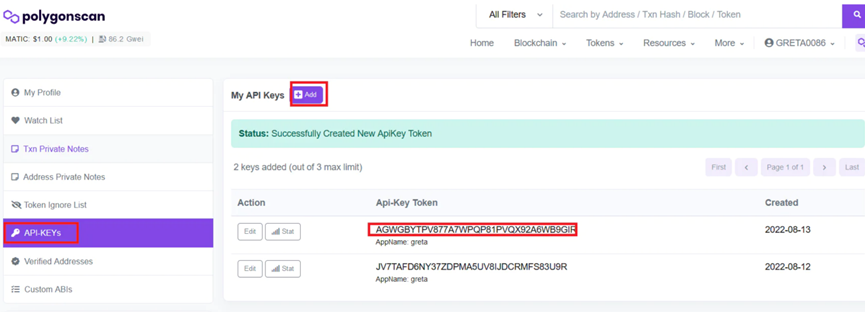 polygonscan
All Filters
Search by Address / Txn Hash / Block / Token
MATIC: $1.00 (+9.22%) | 86.2 Gwei
Home Blockchain Tokens Resources More GRETA0086
My Profile
Watch List
Txn Private Notes
Address Private Notes
Token Ignore List
API-KEYs
Verified Addresses
Custom ABIs
My API Keys Add
Status: Successfully Created New ApiKey Token
2 keys added (out of 3 max limit)
First Page 1 of 1 Last
Action Api-Key Token Created
Edit Stat AGWGBYTPV877A7WPQP81PVQX92A6WB9GIR 2022-08-13
AppName: greta
Edit Stat JV7TAFD6NY37ZDPMA5UV8IJDCRMFS83U9R 2022-08-12
AppName: greta